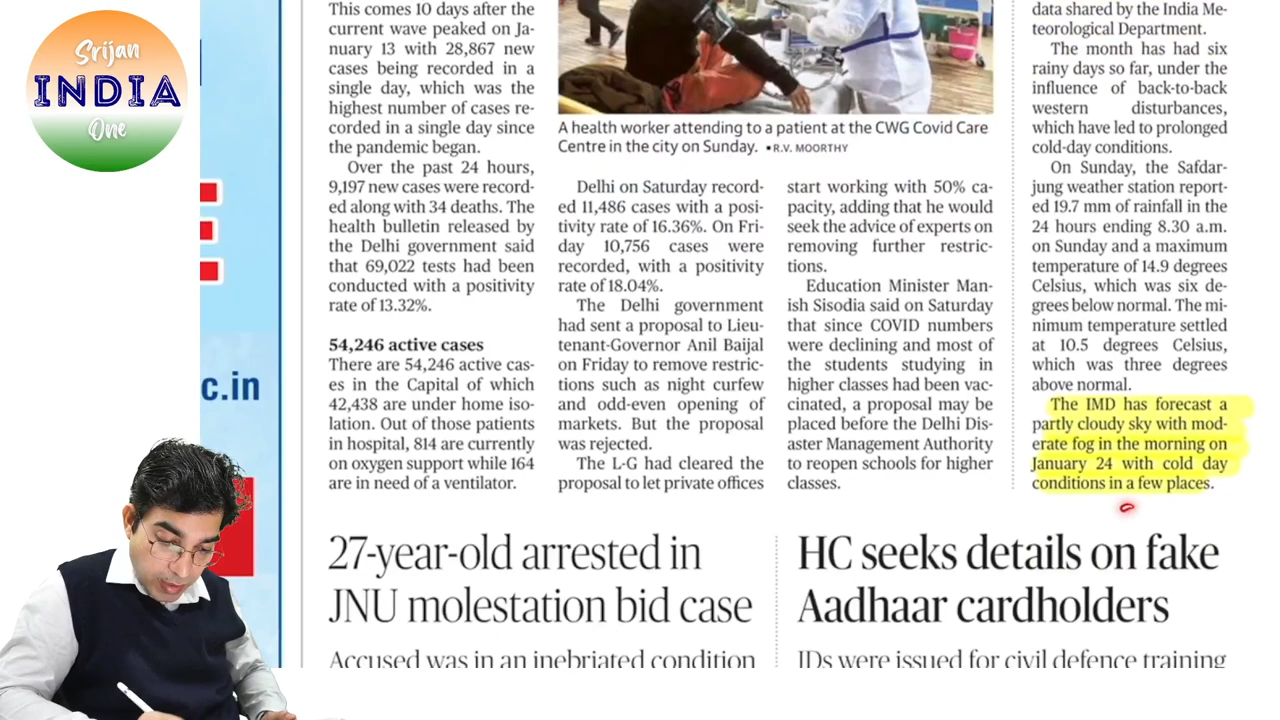 Srijan
INDIA
One
c.in
This comes 10 days after the
current wave peaked on Ja-
nuary 13 with 28,867 new
cases being recorded in a
single day, which was the
highest number of cases re-
corded in a single day since
the pandemic began.
Over the past 24 hours,
9,197 new cases were record-
ed along with 34 deaths. The
health bulletin released by
the Delhi government said
that 69,022 tests had been
conducted with a positivity
rate of 13.32%.
54,246 active cases
There are 54,246 active cas-
es in the Capital of which
42,438 are under home iso-
lation. Out of those patients
in hospital, 814 are currently
on oxygen support while 164
are in need of a ventilator.
A health worker attending to a patient at the CWG Covid Care
Centre in the city on Sunday. •R.V. MOORTHY
Delhi on Saturday record-
ed 11,486 cases with a posi-
tivity rate of 16.36%. On Fri-
day 10,756 cases were
recorded, with a positivity
rate of 18.04%.
The Delhi government
had sent a proposal to Lieu-
tenant-Governor Anil Baijal
on Friday to remove restric-
tions such as night curfew
and odd-even opening of
markets. But the proposal
was rejected.
The L-G had cleared the
proposal to let private offices
start working with 50% ca-
pacity, adding that he would
seek the advice of experts on
removing further restric-
tions.
Education Minister Man-
ish Sisodia said on Saturday
that since COVID numbers
were declining and most of
the students studying in
higher classes had been vac-
cinated, a proposal may be
placed before the Delhi Dis-
aster Management Authority
to reopen schools for higher
classes.
data shared by the India Me-
teorological Department.
The month has had six
rainy days so far, under the
influence of back-to-back
western disturbances,
which have led to prolonged
cold-day conditions.
On Sunday, the Safdar-
jung weather station report-
ed 19.7 mm of rainfall in the
24 hours ending 8.30 a.m.
on Sunday and a maximum
temperature of 14.9 degrees
Celsius, which was six de-
grees below normal. The mi-
nimum temperature settled
at 10.5 degrees Celsius,
which was three degrees
above normal.
The IMD has forecast a
partly cloudy sky with mod-
erate fog in the morning on
January 24 with cold day
conditions in a few places.
27-year-old arrested in
JNU molestation bid case
Accused was in an inebriated condition
HC seeks details on fake
Aadhaar cardholders
IDs were issued for civil defence training